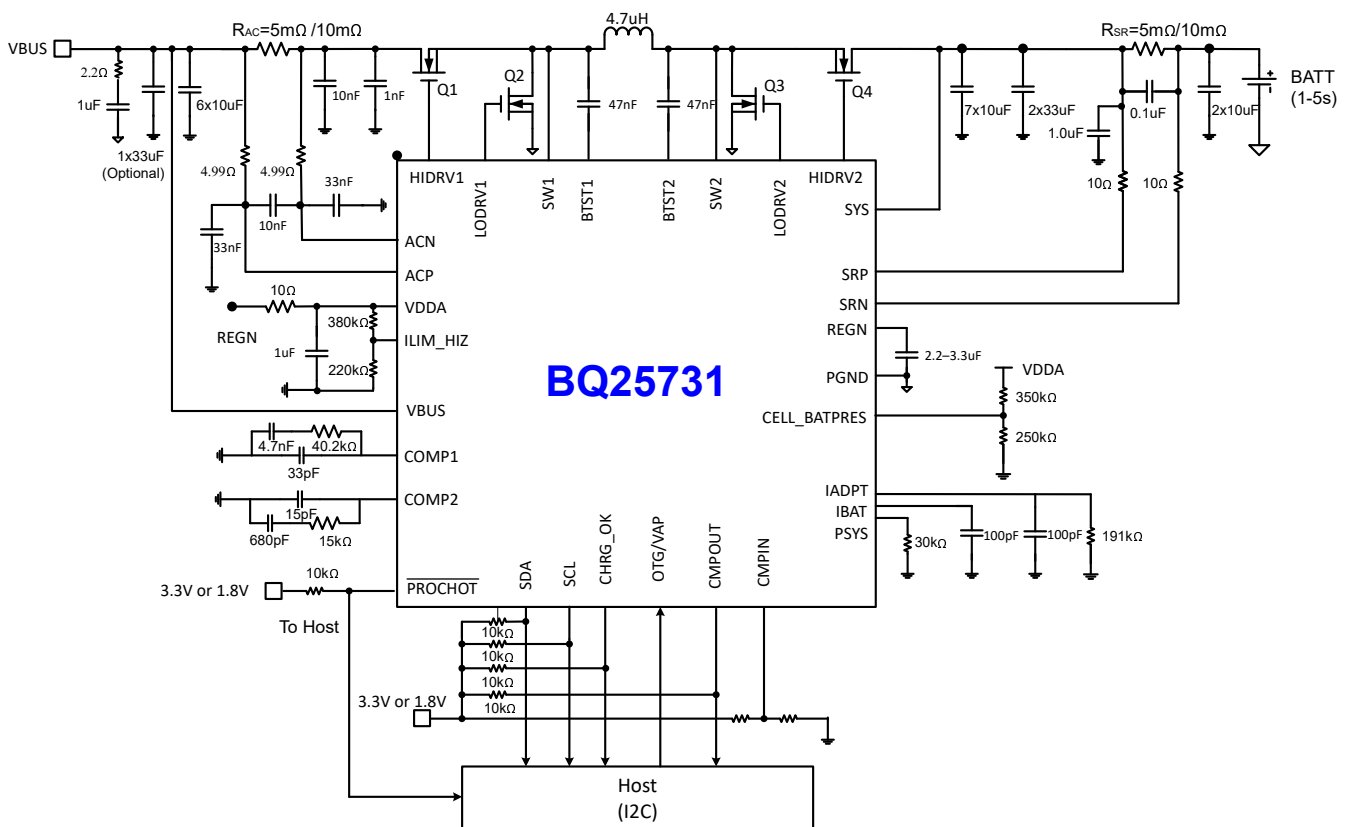 RAC=5mΩ /10mΩ
4.7uH
RSR=5mΩ/10mΩ
VBUS
2.2Ω
1uF
6x10uF
10nF
1nF
Q1
Q2
47nF
47nF
Q3
Q4
7x10uF
2x33uF
1.0uF
0.1uF
2x10uF
BATT
(1-5s)
1x33uF
(Optional)
4.99Ω
4.99Ω
33nF
10nF
33nF
10Ω
10Ω
HIDRV1
LODRV1
SW1
BTST1
BTST2
SW2
LODRV2
HIDRV2
SYS
ACN
ACP
SRP
SRN
10Ω
REGN
VDDA
380kΩ
ILIM_HIZ
1uF
220kΩ
REGN
2.2–3.3uF
PGND
BQ25731
VDDA
350kΩ
CELL_BATPRES
250kΩ
VBUS
4.7nF
40.2kΩ
33pF
COMP1
COMP2
15pF
680pF
15kΩ
IADPT
IBAT
PSYS
30kΩ
100pF
100pF
191kΩ
3.3V or 1.8V
10kΩ
PROCHOT
To Host
SDA
SCL
CHRG_OK
OTG/VAP
CMPOUT
CMPIN
10kΩ
10kΩ
10kΩ
10kΩ
3.3V or 1.8V
Host
(I2C)